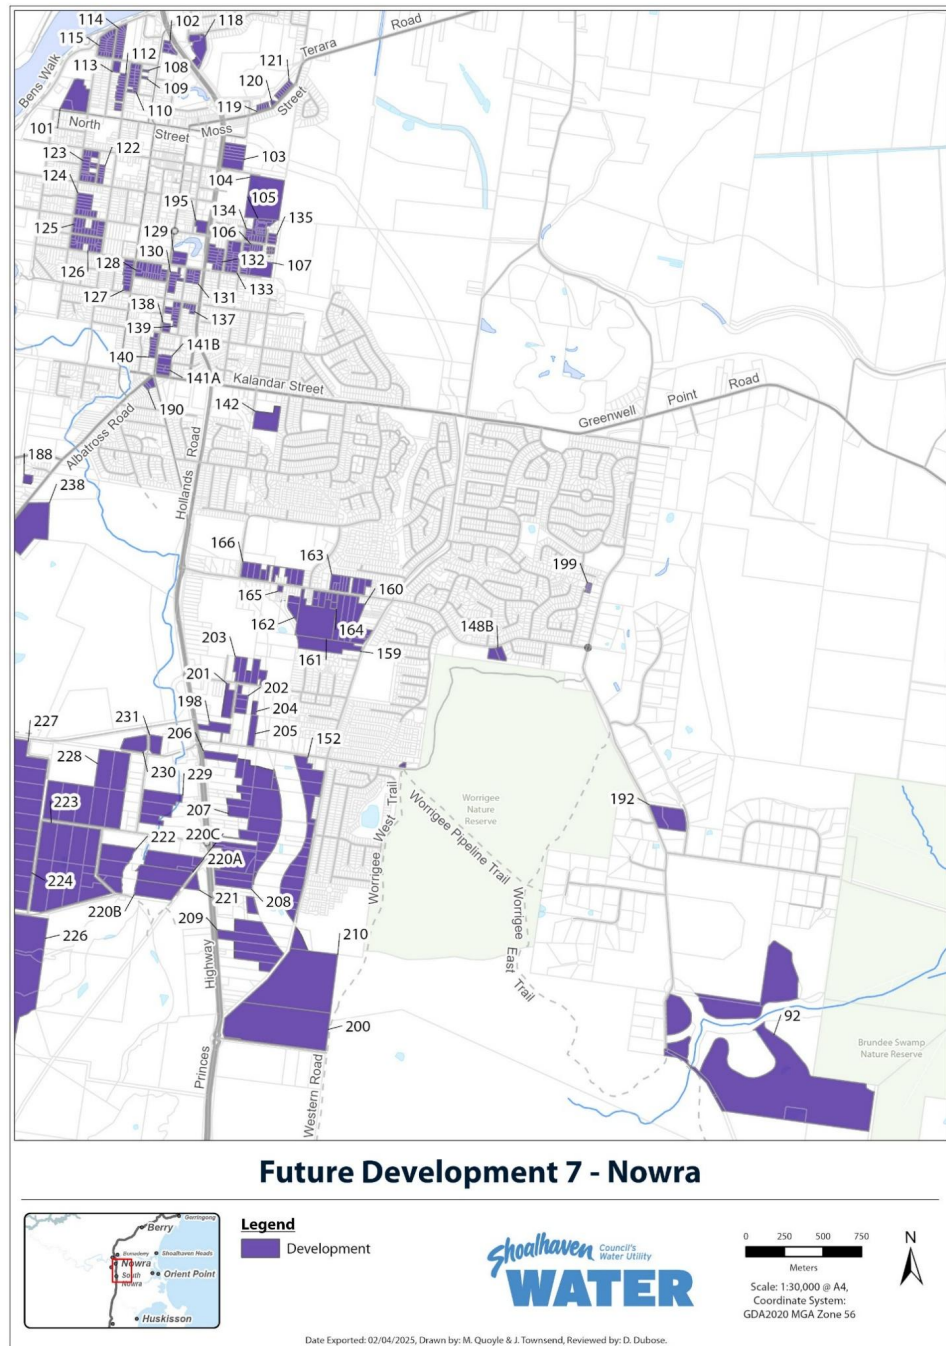 114
102
118
115
112
108
113
109
110
121
120
119
Terara
Road
Street
Bens Walk
101
North
Street
Moss
123
122
103
124
104
105
195
134
135
125
129
106
130
107
128
132
126
131
133
127
138
137
139
141B
140
141A
190
142
Kalandar Street
Greenwell
Point
Road
Albatross Road
188
238
Hollands
Road
166
163
199
165
160
162
164
148B
161
159
203
201
202
198
204
231
206
205
152
227
228
230
229
223
207
222
220C
220A
224
220B
221
208
209
226
210
200
Worrigee
Nature
Reserve
Worrigee West Trail
Worrigee Pipeline Trail
Worrigee
East
Trail
192
92
Brundee Swamp
Nature Reserve
Highway
Princes
Western Road
Future Development 7 - Nowra
Gerringong
Berry
Bomaderry
Shoalhaven Heads
Nowra
South
Nowra
Orient Point
Huskisson
Legend
Development
Shoalhaven
Council's
Water Utility
WATER
0 250 500 750
Meters
Scale: 1:30,000 @ A4,
Coordinate System:
GDA2020 MGA Zone 56
N
Date Exported: 02/04/2025, Drawn by: M. Quoyle & J. Townsend, Reviewed by: D. Dubose.